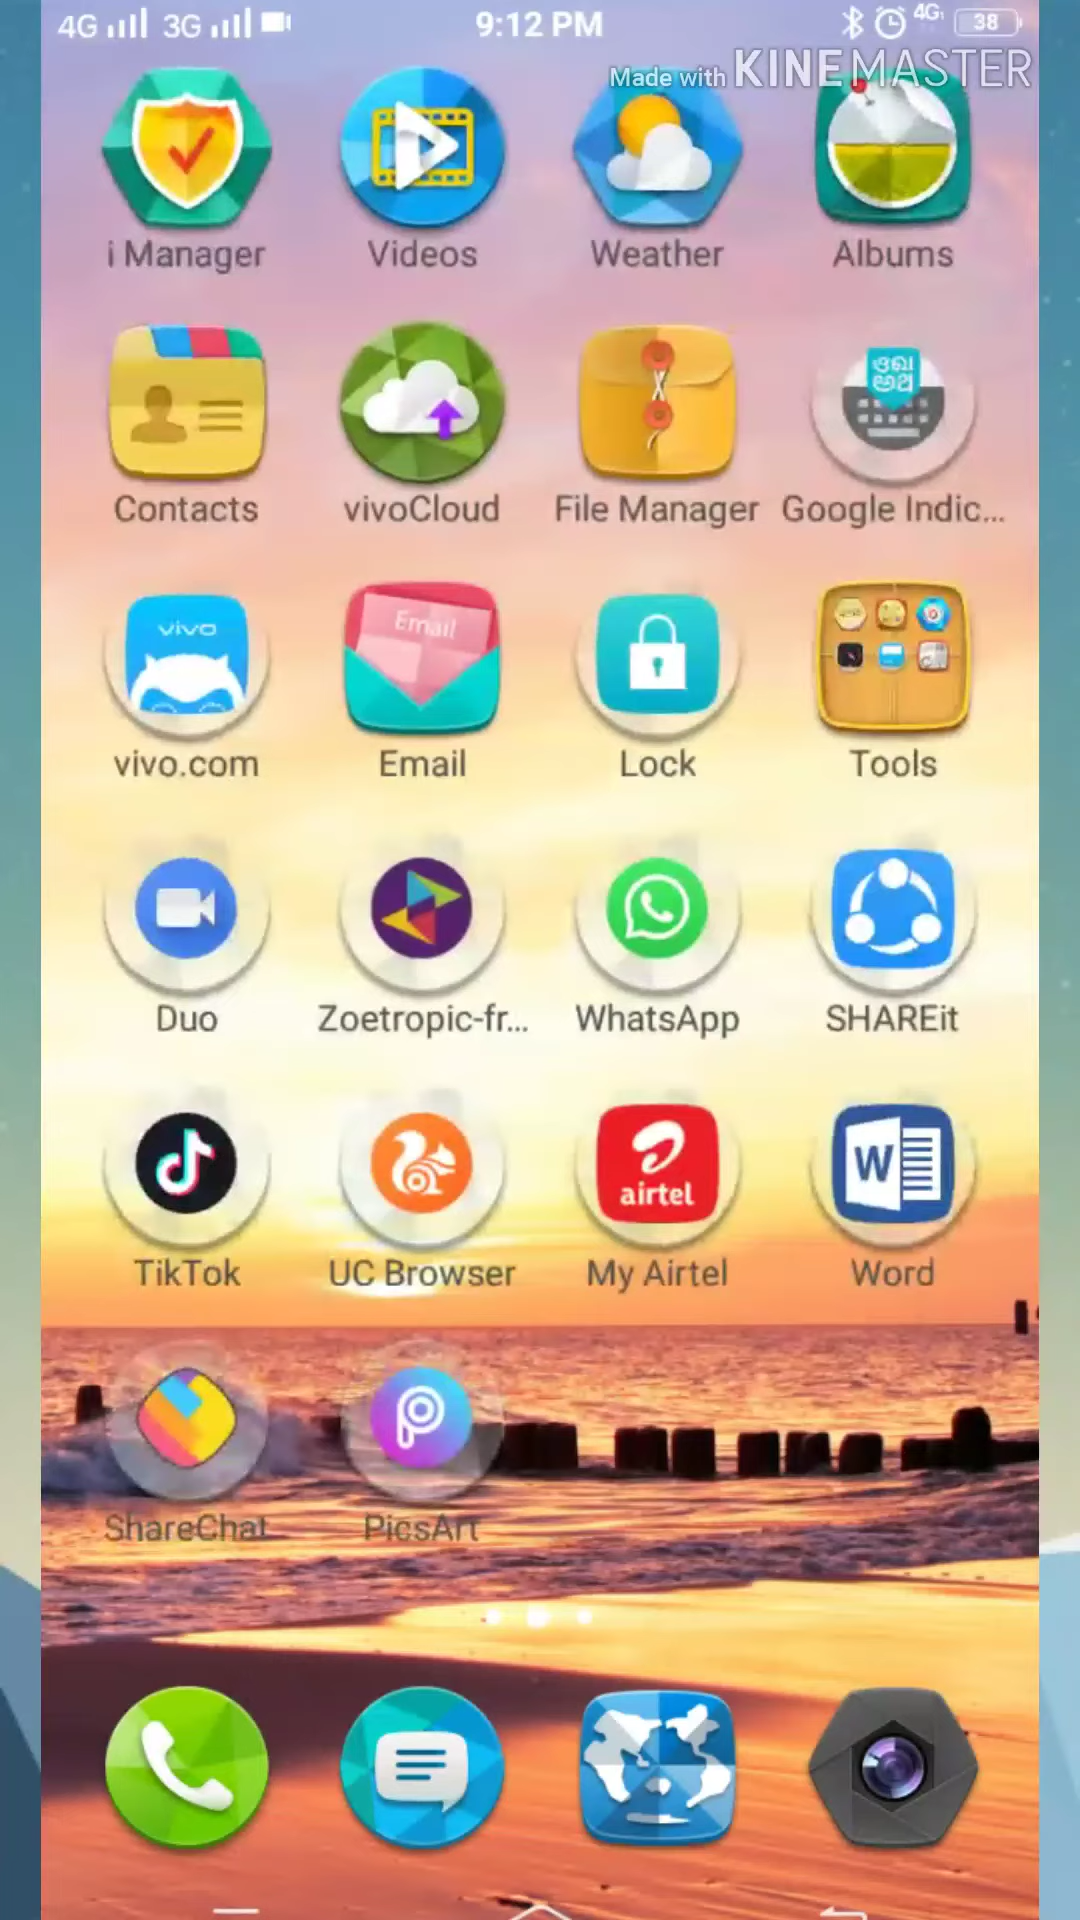 4G 3G 9:12 PM 4G 38
Made with KINEMASTER
i Manager Videos Weather Albums
Contacts vivoCloud File Manager Google Indic...
vivo
Email
vivo.com Email Lock Tools
Duo Zoetropic-fr... WhatsApp SHAREit
airtel
W
TikTok UC Browser My Airtel Word
ShareChat PicsArt